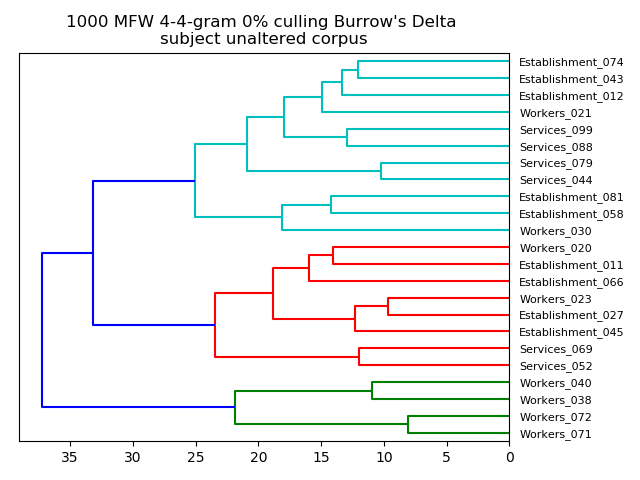 1000 MFW 4-4-gram 0% culling Burrow's Delta
subject unaltered corpus
Establishment_074
Establishment_043
Establishment_012
Workers_021
Services_099
Services_088
Services_079
Services_044
Establishment_081
Establishment_058
Workers_030
Workers_020
Establishment_011
Establishment_066
Workers_023
Establishment_027
Establishment_045
Services_069
Services_052
Workers_040
Workers_038
Workers_072
Workers_071
35 30 25 20 15 10 5 0